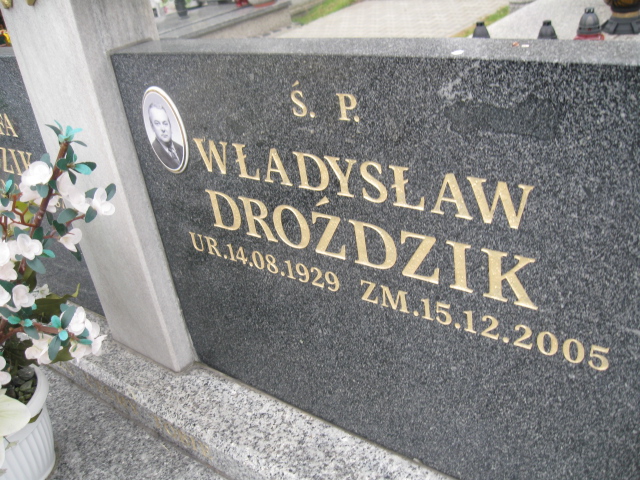 Ś. P.
WŁADYSŁAW
DROŹDZIK
UR.14.08.1929 ZM.15.12.2005